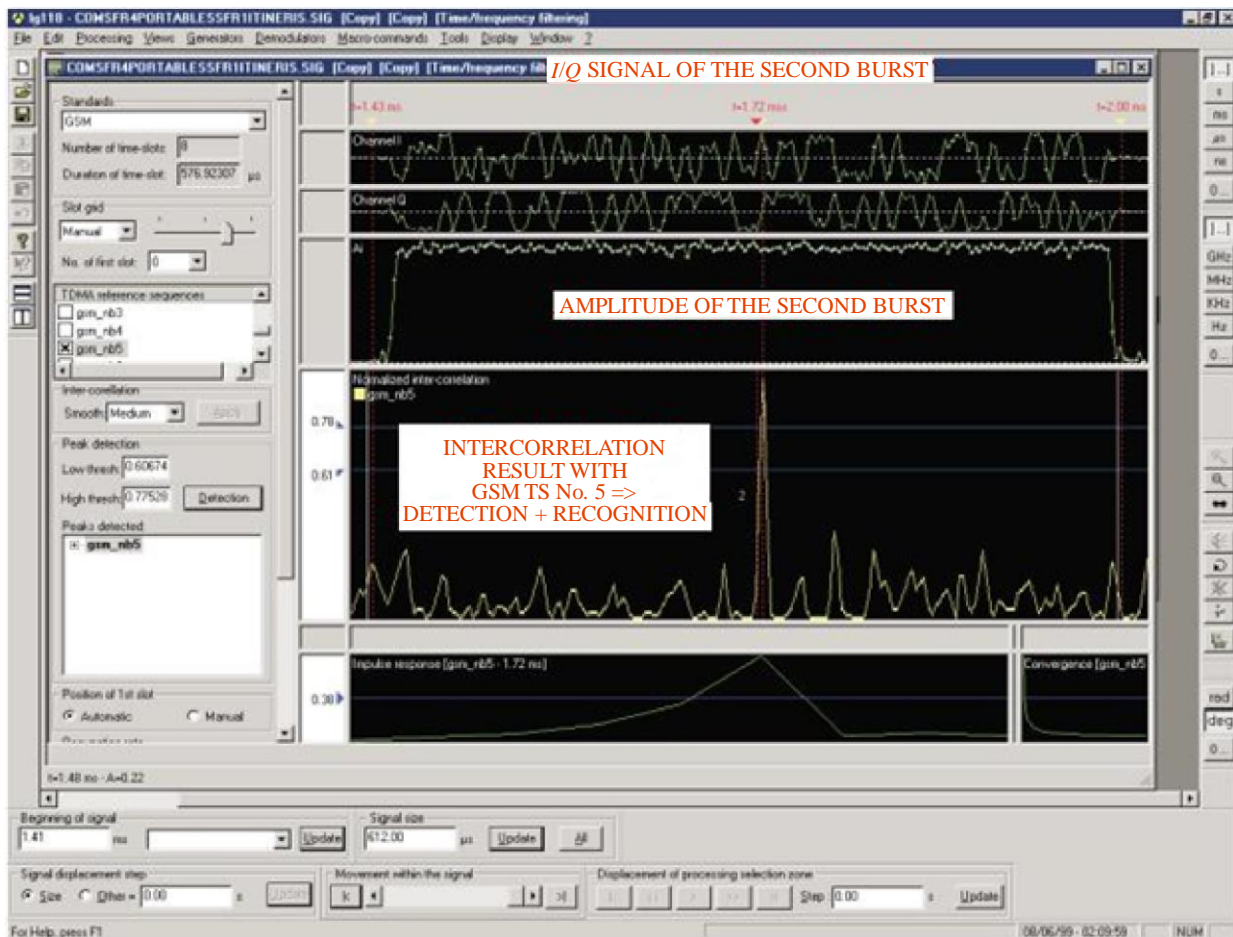 lg118 - COMSFR4PORTABLESSFR1ITINERIS.SIG [Copy] [Copy] [Time/frequency filtering]
File Edit Processing Views Generators Demodulators Macro-commands Tools Display Window ?
COMSFR4PORTABLESSFR1ITINERIS.SIG [Copy] [Copy] [Time/frequency filt
I/Q SIGNAL OF THE SECOND BURST
Standards
GSM
Number of time-slots: 8
Duration of time-slot: 576.92307 µs
Slot grid
Manual
No. of first slot: 0
TDMA reference sequences
gsm_nb3
gsm_nb4
gsm_nb5
Inter-corellation
Smooth: Medium
Peak detection
Low thresh: 0.60674
High thresh: 0.77528 Detection
Peaks detected
gsm_nb5
Position of 1st slot
Automatic Manual
t=1.43 ms t=1.72 ms t=2.00 ms
Channel I
Channel Q
Ai
AMPLITUDE OF THE SECOND BURST
Normalized inter-correlation
gsm_nb5
0.78
0.61
INTERCORRELATION
RESULT WITH
GSM TS No. 5 =>
DETECTION + RECOGNITION
2
Impulse response [gsm_nb5 - 1.72 ms] Convergence [gsm_nb5
0.38
]...]
s
ms
µs
ns
0...
]...]
GHz
MHz
KHz
Hz
0...
rad
deg
0...
t=1.48 ms - A=0.22
Beginning of signal Signal size
1.41 ms Update 612.00 µs Update All
Signal displacement step Movement within the signal Displacement of processing selection zone
Size Other = 0.00 s Update Step 0.00 s Update
For Help, press F1 08/06/99 - 02:09:59 NUM